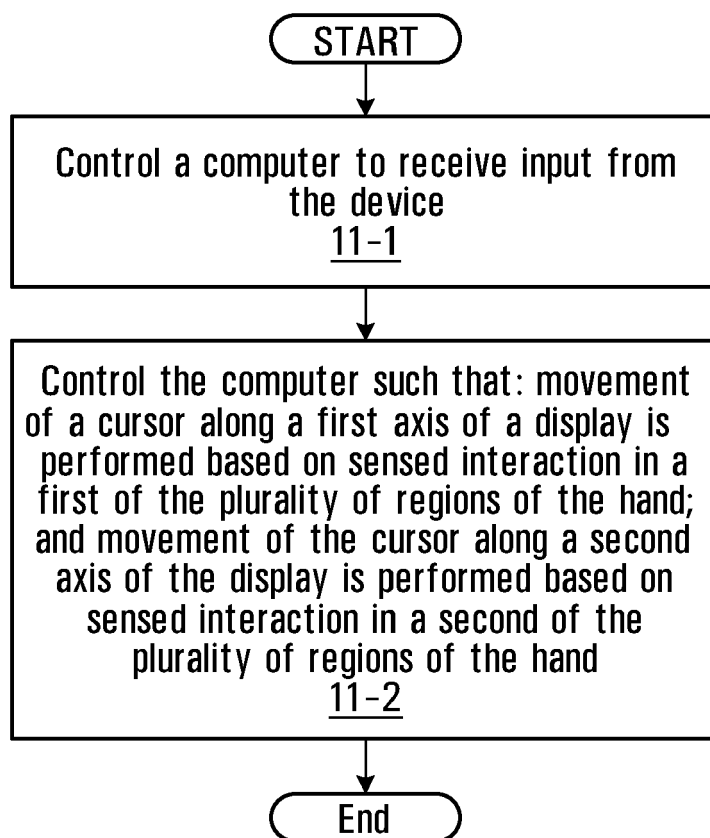 START
Control a computer to receive input from
the device
11-1
Control the computer such that: movement
of a cursor along a first axis of a display is
performed based on sensed interaction in a
first of the plurality of regions of the hand;
and movement of the cursor along a second
axis of the display is performed based on
sensed interaction in a second of the
plurality of regions of the hand
11-2
End